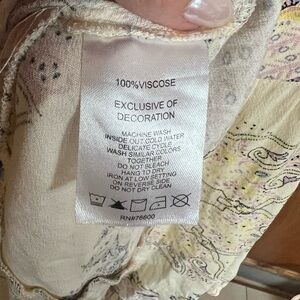 100%VISCOSE
EXCLUSIVE OF
DECORATION
MACHINE WASH
INSIDE OUT COLD WATER
DELICATE CYCLE
WASH SIMILAR COLORS
TOGETHER
DO NOT BLEACH
HANG TO DRY
IRON AT LOW SETTING
ON REVERSE SIDE
DO NOT DRY CLEAN
RN#76600